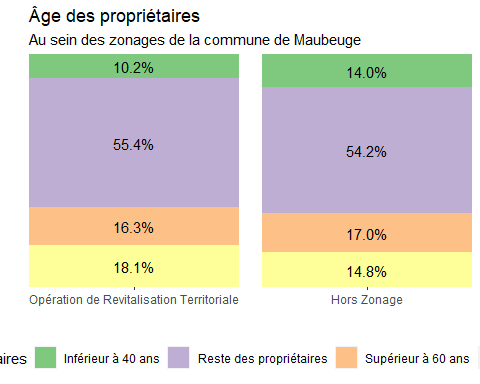 Âge des propriétaires
Au sein des zonages de la commune de Maubeuge
10.2% 14.0%
55.4% 54.2%
16.3% 17.0%
18.1% 14.8%
Opération de Revitalisation Territoriale Hors Zonage
aires Inférieur à 40 ans Reste des propriétaires Supérieur à 60 ans